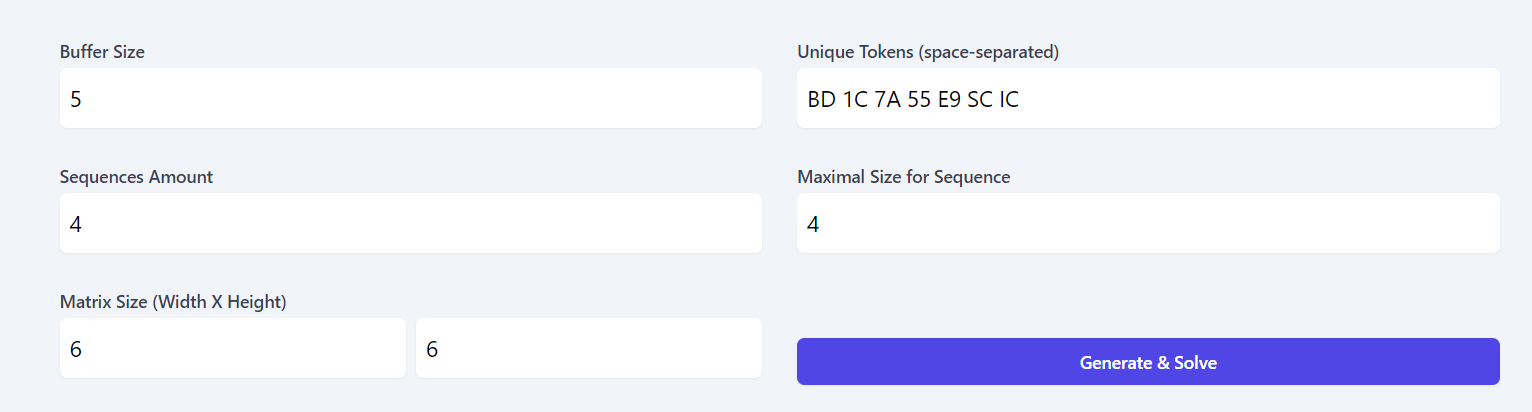 Buffer Size
Unique Tokens (space-separated)
5
BD 1C 7A 55 E9 SC IC
Sequences Amount
Maximal Size for Sequence
4
4
Matrix Size (Width X Height)
6
6
Generate & Solve